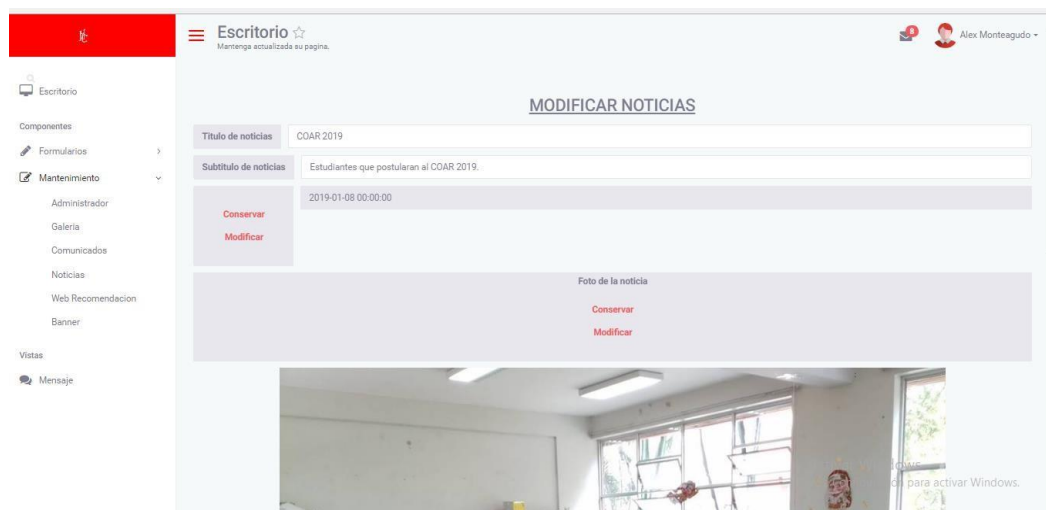 Escritorio
Mantenga actualizada su pagina.
8
Alex Monteagudo
Escritorio
Componentes
Formularios
Mantenimiento
Administrador
Galeria
Comunicados
Noticias
Web Recomendacion
Banner
Vistas
Mensaje
MODIFICAR NOTICIAS
Titulo de noticias
COAR 2019
Subtitulo de noticias
Estudiantes que postularan al COAR 2019.
2019-01-08 00:00:00
Conservar
Modificar
Foto de la noticia
Conservar
Modificar
para activar Windows.